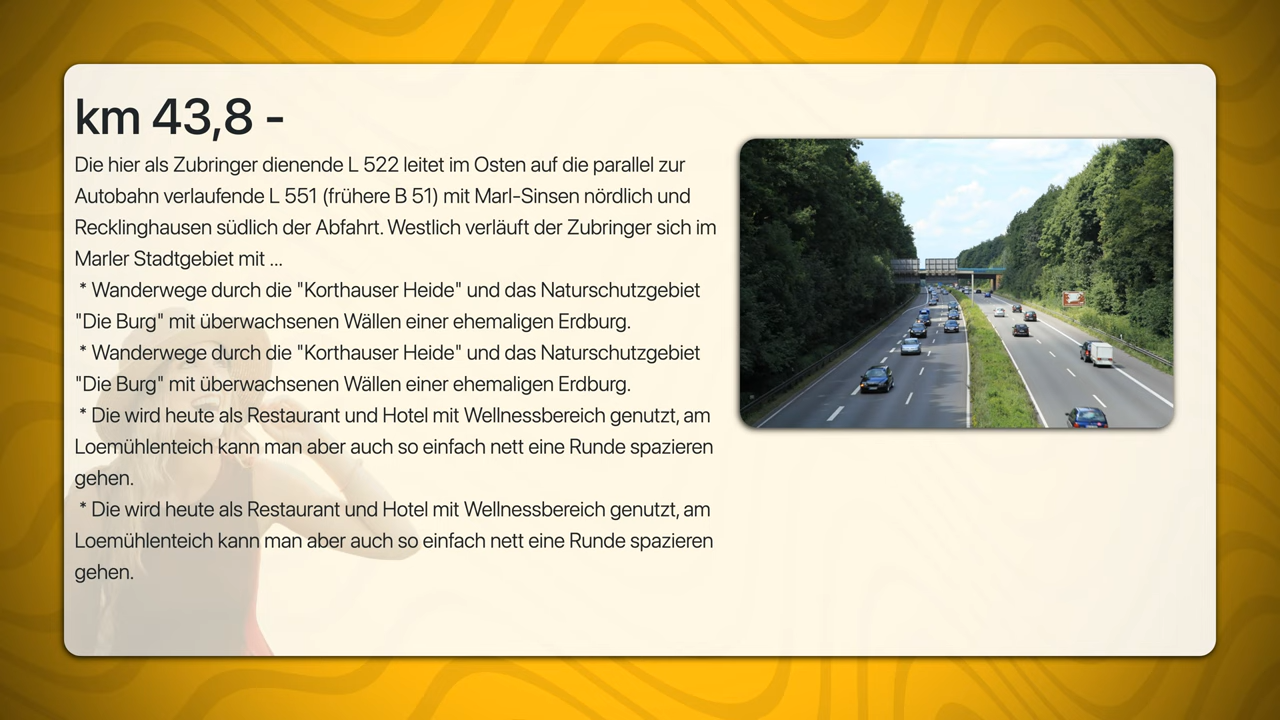 km 43,8 -
Die hier als Zubringer dienende L 522 leitet im Osten auf die parallel zur
Autobahn verlaufende L 551 (frühere B 51) mit Marl-Sinsen nördlich und
Recklinghausen südlich der Abfahrt. Westlich verläuft der Zubringer sich im
Marler Stadtgebiet mit ...
* Wanderwege durch die "Korthauser Heide" und das Naturschutzgebiet
"Die Burg" mit überwachsenen Wällen einer ehemaligen Erdburg.
* Wanderwege durch die "Korthauser Heide" und das Naturschutzgebiet
"Die Burg" mit überwachsenen Wällen einer ehemaligen Erdburg.
* Die wird heute als Restaurant und Hotel mit Wellnessbereich genutzt, am
Loemühlenteich kann man aber auch so einfach nett eine Runde spazieren
gehen.
* Die wird heute als Restaurant und Hotel mit Wellnessbereich genutzt, am
Loemühlenteich kann man aber auch so einfach nett eine Runde spazieren
gehen.